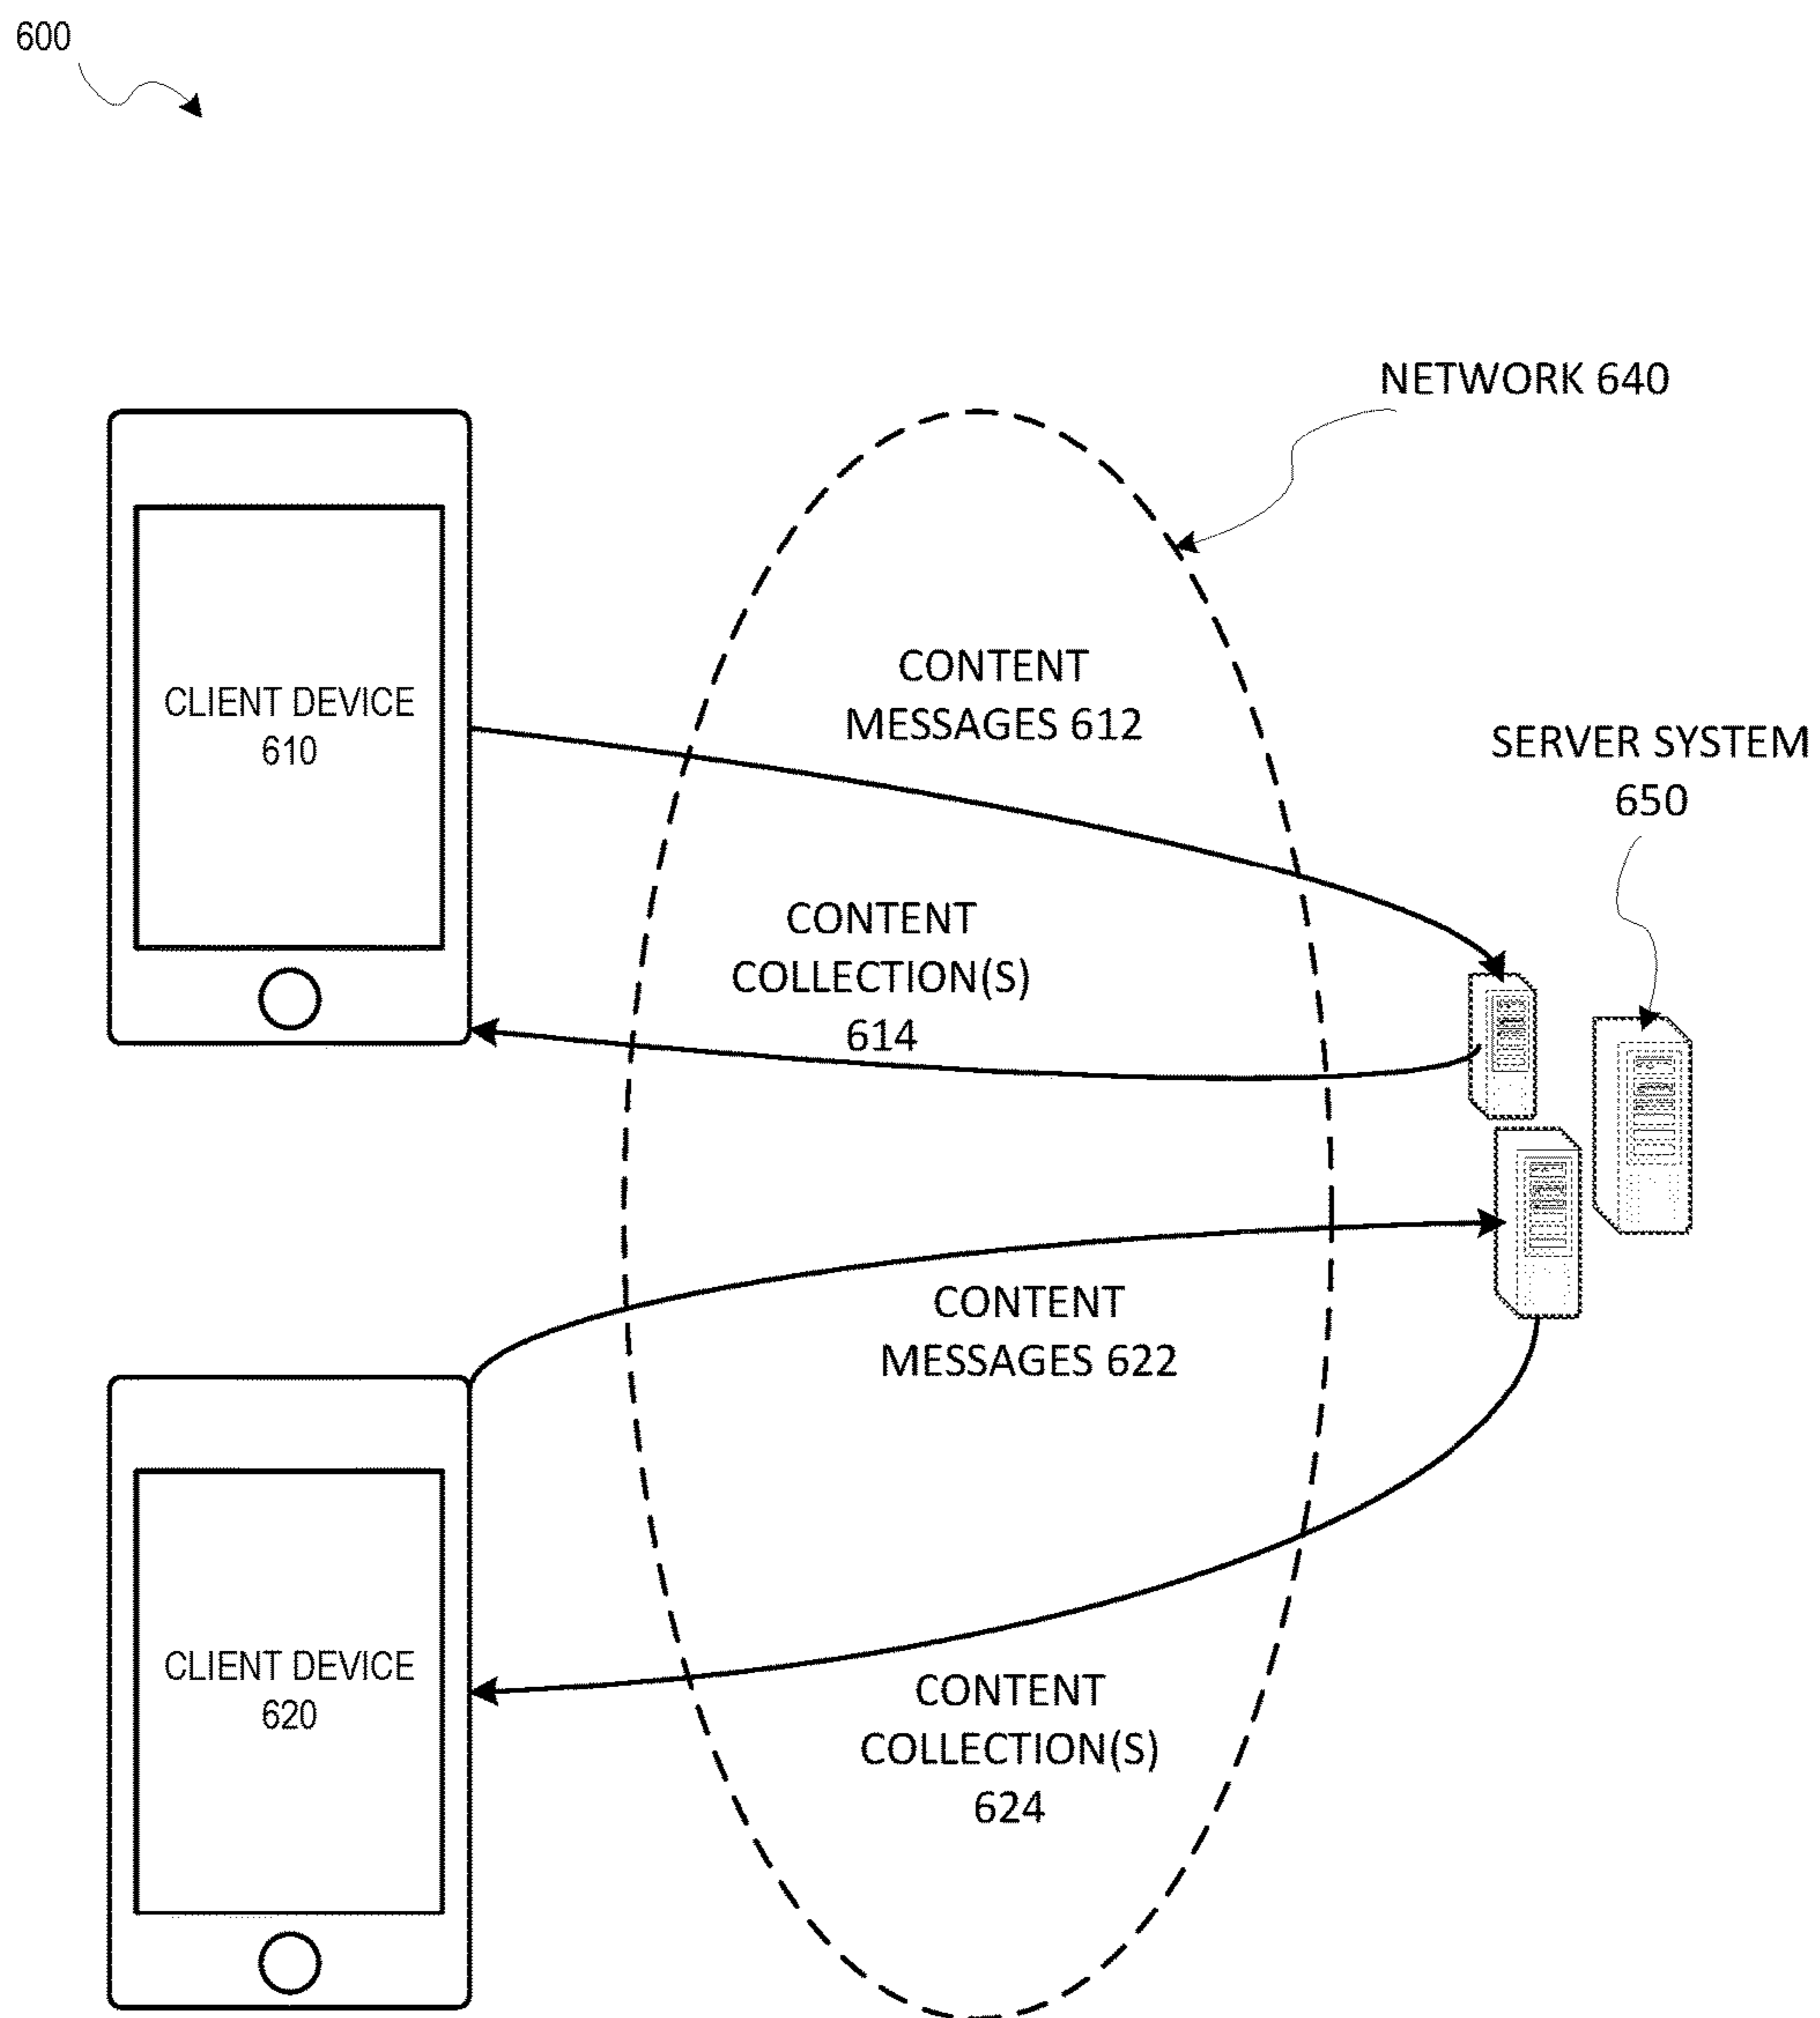 600
NETWORK 640
CLIENT DEVICE
610
CONTENT
MESSAGES 612
SERVER SYSTEM
650
CONTENT
COLLECTION(S)
614
CONTENT
MESSAGES 622
CLIENT DEVICE
620
CONTENT
COLLECTION(S)
624